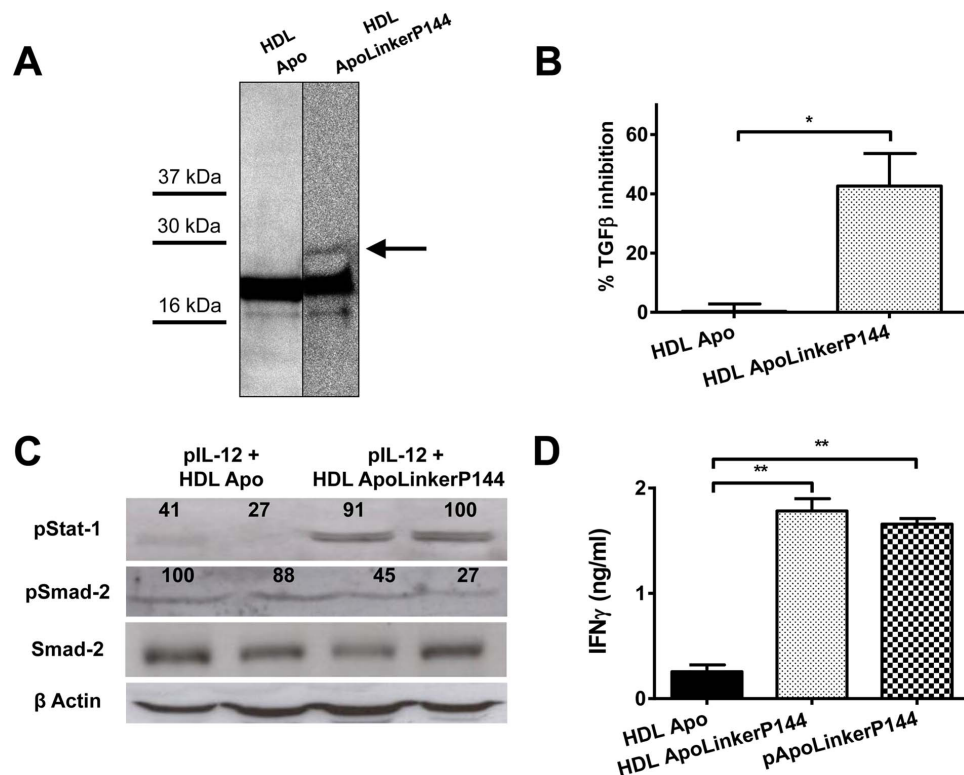 A
HDL
Apo
HDL
ApoLinkerP144
37 kDa
30 kDa
16 kDa
B
% TGFβ inhibition
60
40
20
0
*
HDL Apo
HDL ApoLinkerP144
C
pIL-12 +
HDL Apo
pIL-12 +
HDL ApoLinkerP144
pStat-1
41 27 91 100
pSmad-2
100 88 45 27
Smad-2
β Actin
D
IFNγ (ng/ml)
2
1
0
**
**
HDL Apo
HDL ApoLinkerP144
pApoLinkerP144